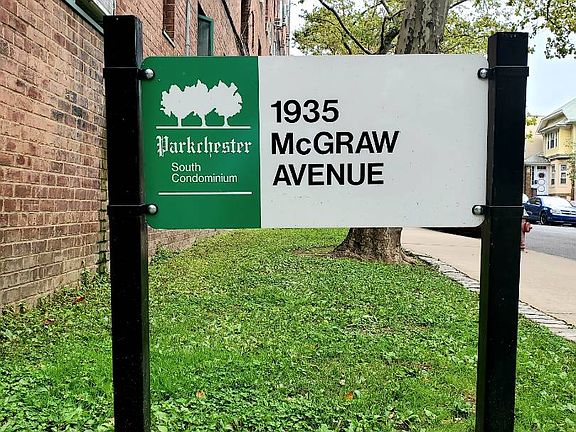 Parkchester
South
Condominium
1935
McGRAW
AVENUE